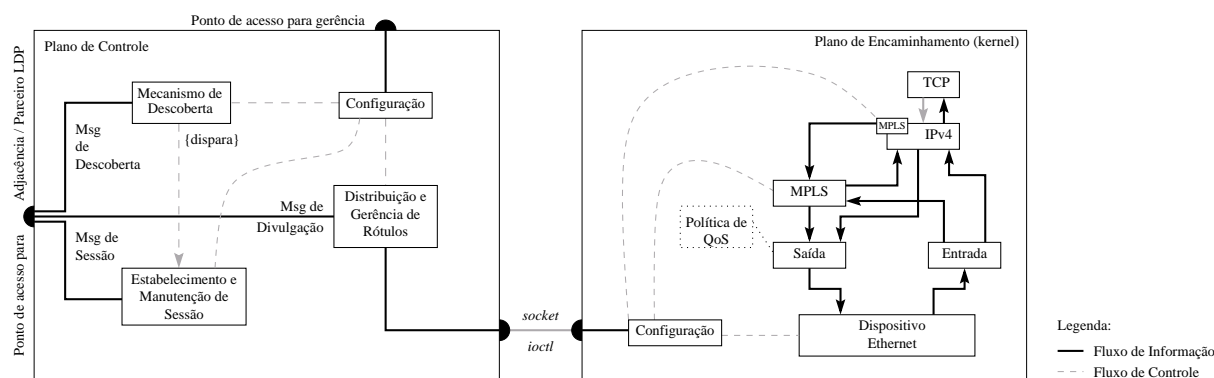 Ponto de acesso para gerência
Plano de Controle
Plano de Encaminhamento (kernel)
Ponto de acesso para Adjacência / Parceiro LDP
Mecanismo de
Descoberta
Configuração
{dispara}
Msg
de
Descoberta
Msg de
Divulgação
Distribuição e
Gerência de
Rótulos
Msg de
Sessão
Estabelecimento e
Manutenção de
Sessão
socket
ioctl
TCP
MPLS
IPv4
MPLS
Política de
QoS
Saída
Entrada
Configuração
Dispositivo
Ethernet
Legenda:
Fluxo de Informação
Fluxo de Controle